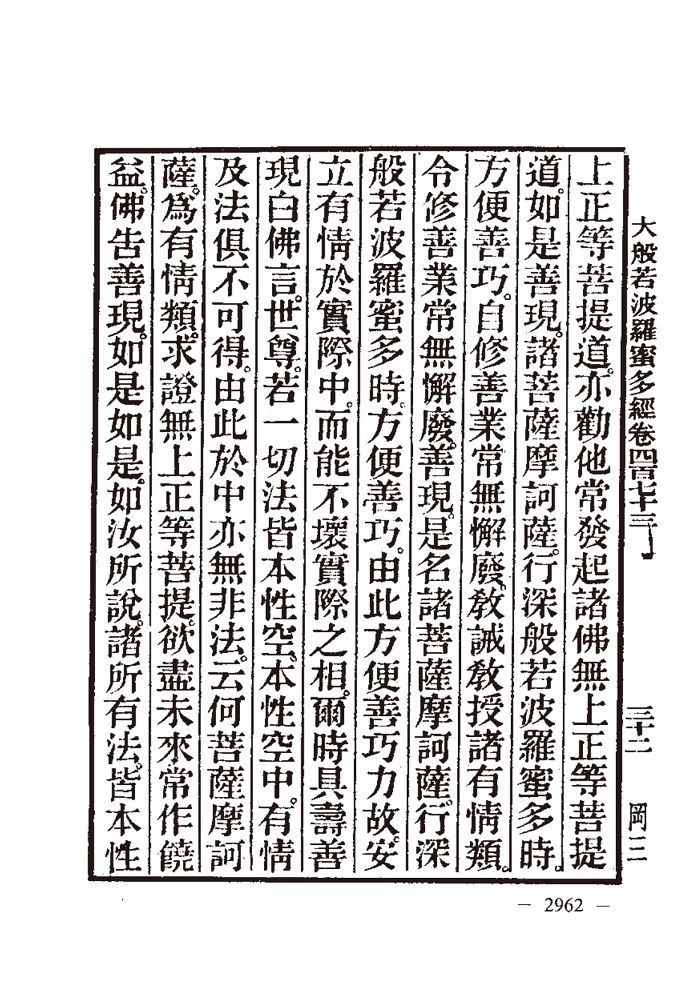 大般若波羅蜜多經卷四百七十三 三十二 岡三
上正等菩提道。亦勸他常發起諸佛無上正等菩提
道。如是善現。諸菩薩摩訶薩。行深般若波羅蜜多時。
方便善巧。自修善業常無懈廢。教誡教授諸有情類。
令修善業常無懈廢。善現。是名諸菩薩摩訶薩。行深
般若波羅蜜多時。方便善巧。由此方便善巧力故。安
立有情於實際中。而能不壞實際之相。爾時具壽善
現白佛言。世尊。若一切法皆本性空。本性空中。有情
及法俱不可得。由此於中亦無非法。云何菩薩摩訶
薩。為有情類。求證無上正等菩提。欲盡未來常作饒
益。佛告善現。如是如是。如汝所說。諸所有法。皆本性
— 2962 —